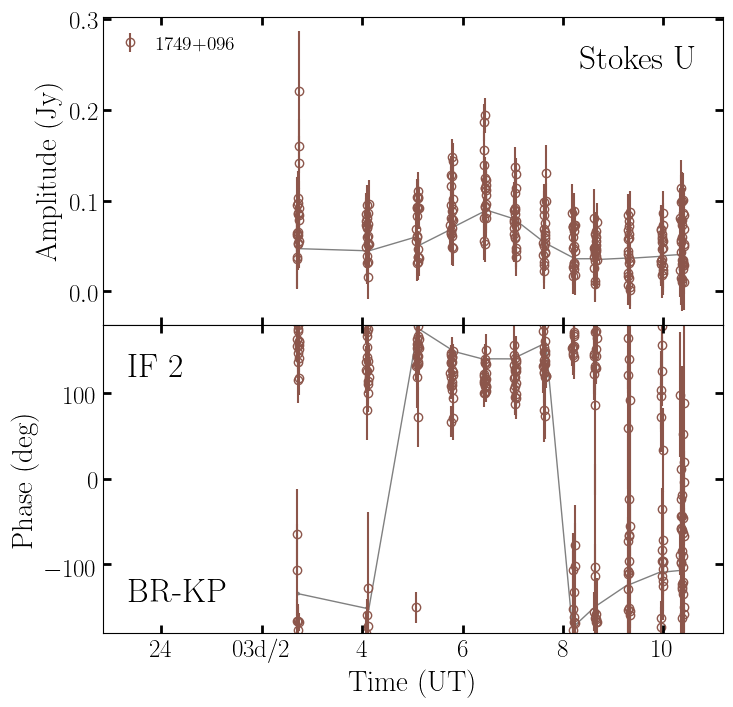 0.3
1749+096
Stokes U
0.2
Amplitude (Jy)
0.1
0.0
IF 2
100
Phase (deg)
0
−100
BR-KP
24 03d/2 4 6 8 10
Time (UT)